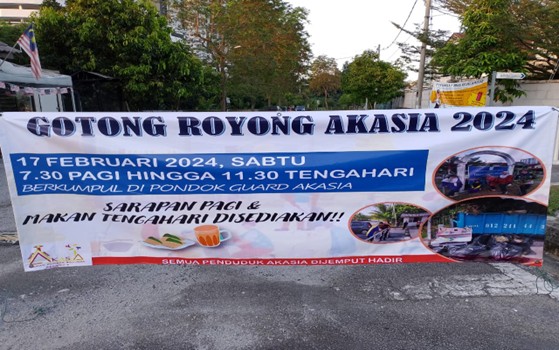 GOTONG ROYONG AKASIA 2024
17 FEBRUARI 2024, SABTU
7.30 PAGI HINGGA 11.30 TENGAHARI
BERKUMPUL DI PONDOK GUARD AKASIA
SARAPAN PAGI &
MAKAN TENGAHARI DISEDIAKAN!!
SEMUA PENDUDUK AKASIA DIJEMPUT HADIR